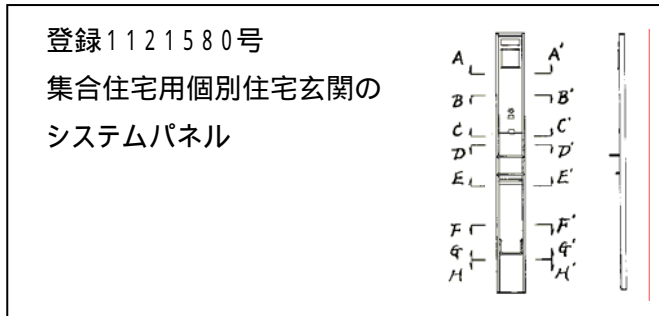 登録1121580号
集合住宅用個別住宅玄関の
システムパネル
A A'
B B'
C C'
D D'
E E'
F F'
G G'
H H'